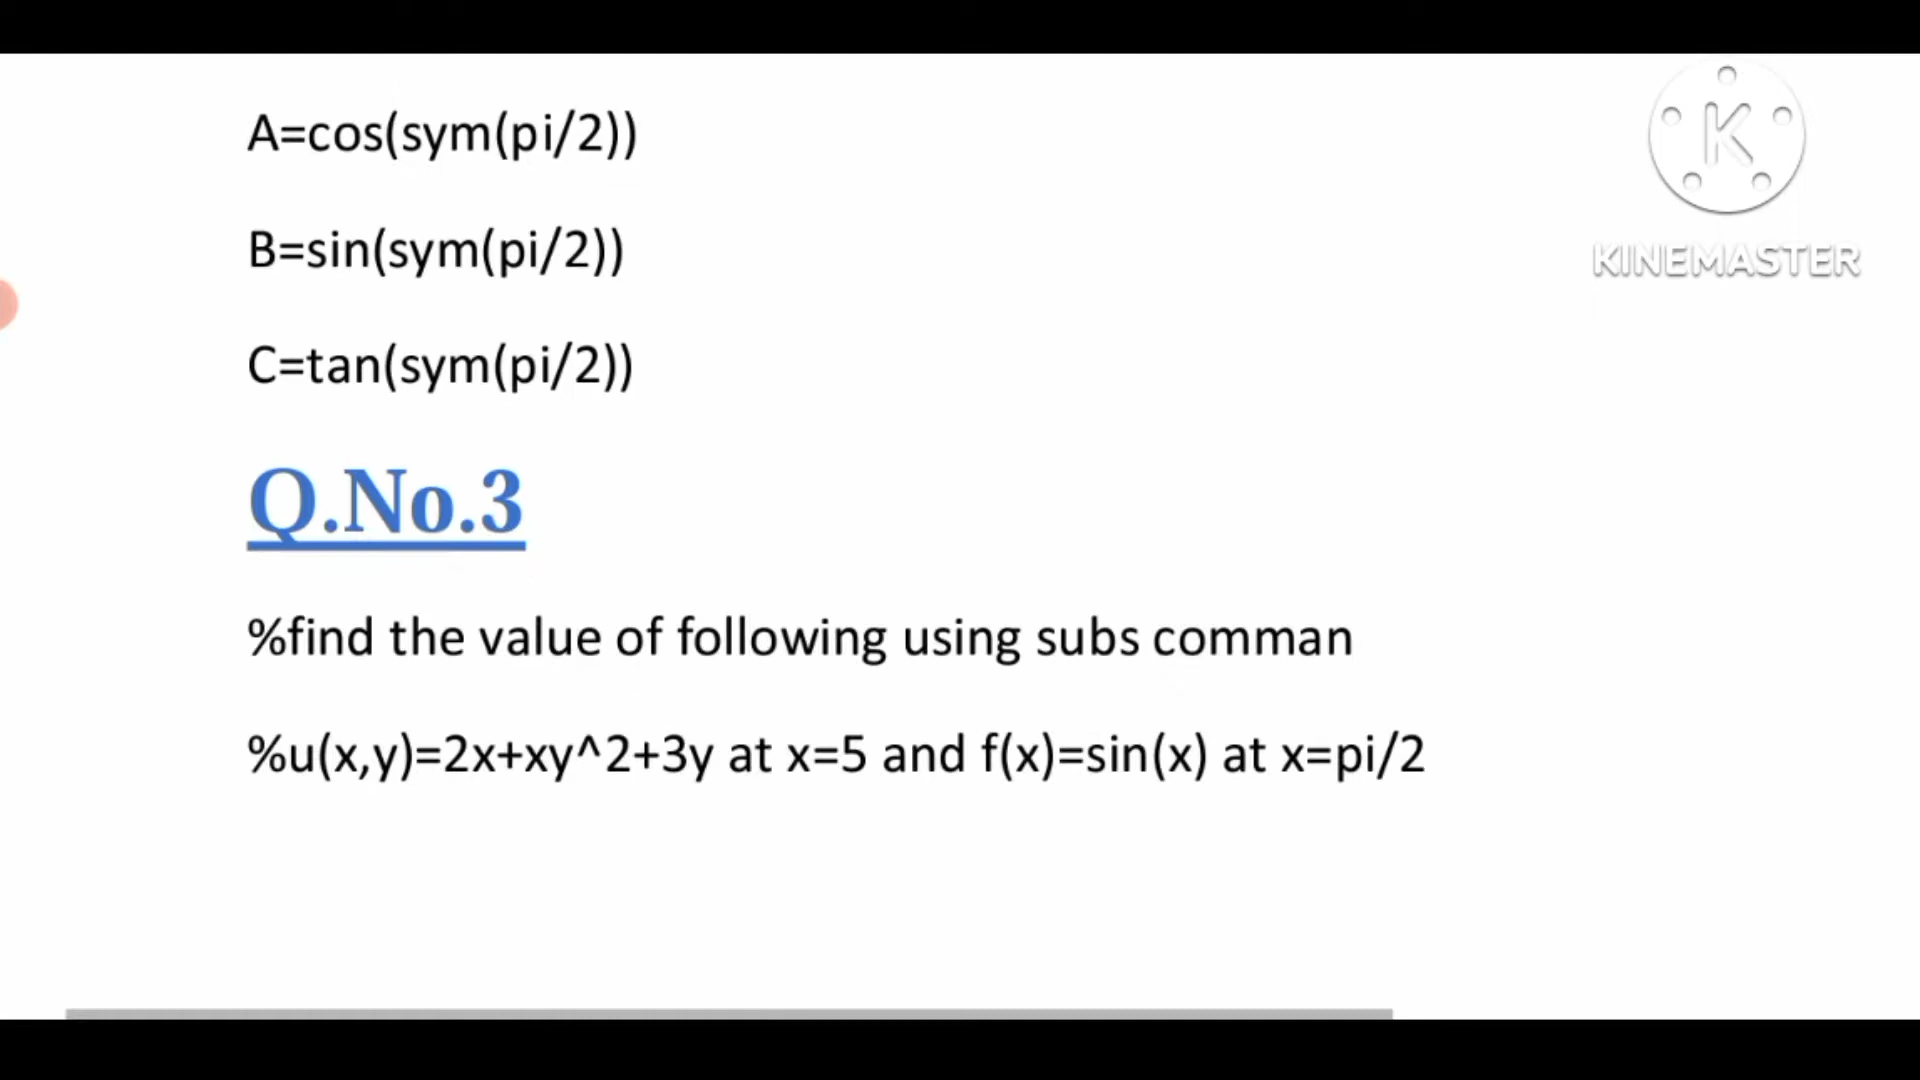 A=cos(sym(pi/2))
K
KINEMASTER
B=sin(sym(pi/2))
C=tan(sym(pi/2))
Q.No.3
%find the value of following using subs comman
%u(x,y)=2x+xy^2+3y at x=5 and f(x)=sin(x) at x=pi/2